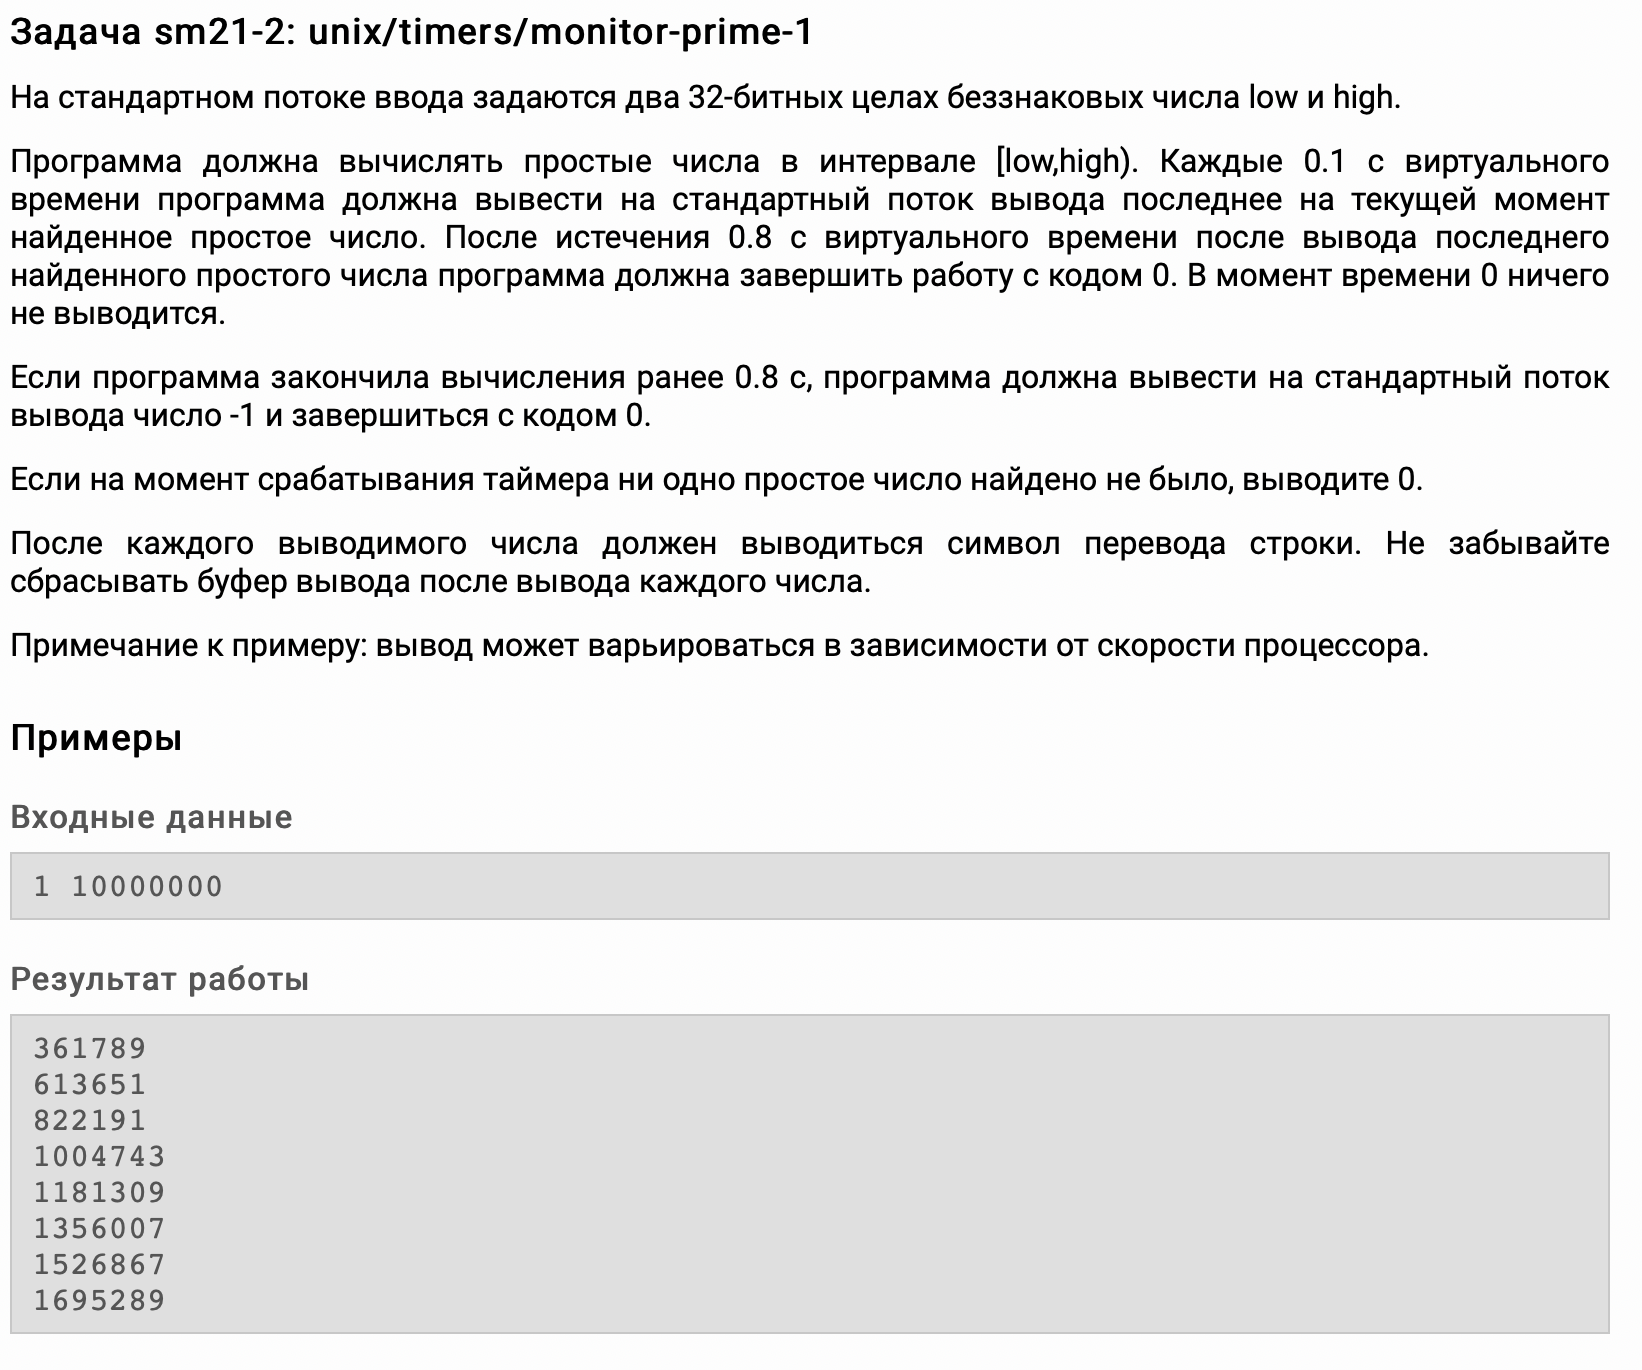 Задача sm21-2: unix/timers/monitor-prime-1
На стандартном потоке ввода задаются два 32-битных целах беззнаковых числа low и high.
Программа должна вычислять простые числа в интервале [low,high). Каждые 0.1 с виртуального
времени программа должна вывести на стандартный поток вывода последнее на текущей момент
найденное простое число. После истечения 0.8 с виртуального времени после вывода последнего
найденного простого числа программа должна завершить работу с кодом 0. В момент времени 0 ничего
не выводится.
Если программа закончила вычисления ранее 0.8 с, программа должна вывести на стандартный поток
вывода число -1 и завершиться с кодом 0.
Если на момент срабатывания таймера ни одно простое число найдено не было, выводите 0.
После каждого выводимого числа должен выводиться символ перевода строки. Не забывайте
сбрасывать буфер вывода после вывода каждого числа.
Примечание к примеру: вывод может варьироваться в зависимости от скорости процессора.
Примеры
Входные данные
1 10000000
Результат работы
361789
613651
822191
1004743
1181309
1356007
1526867
1695289